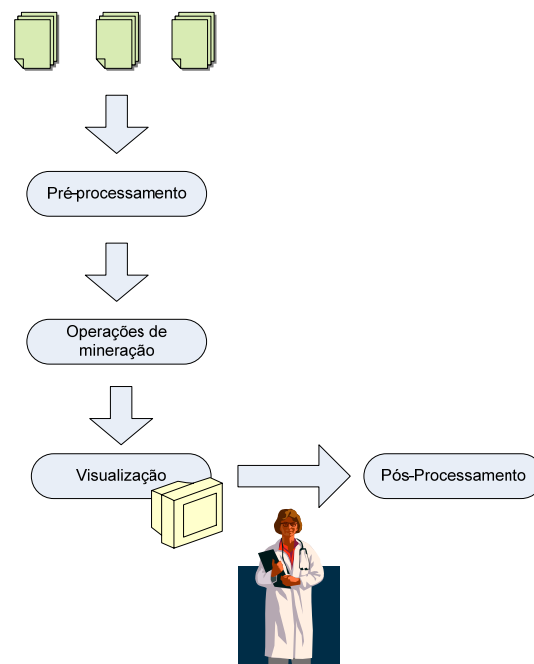 Pré-processamento
Operações de
mineração
Visualização
Pós-Processamento